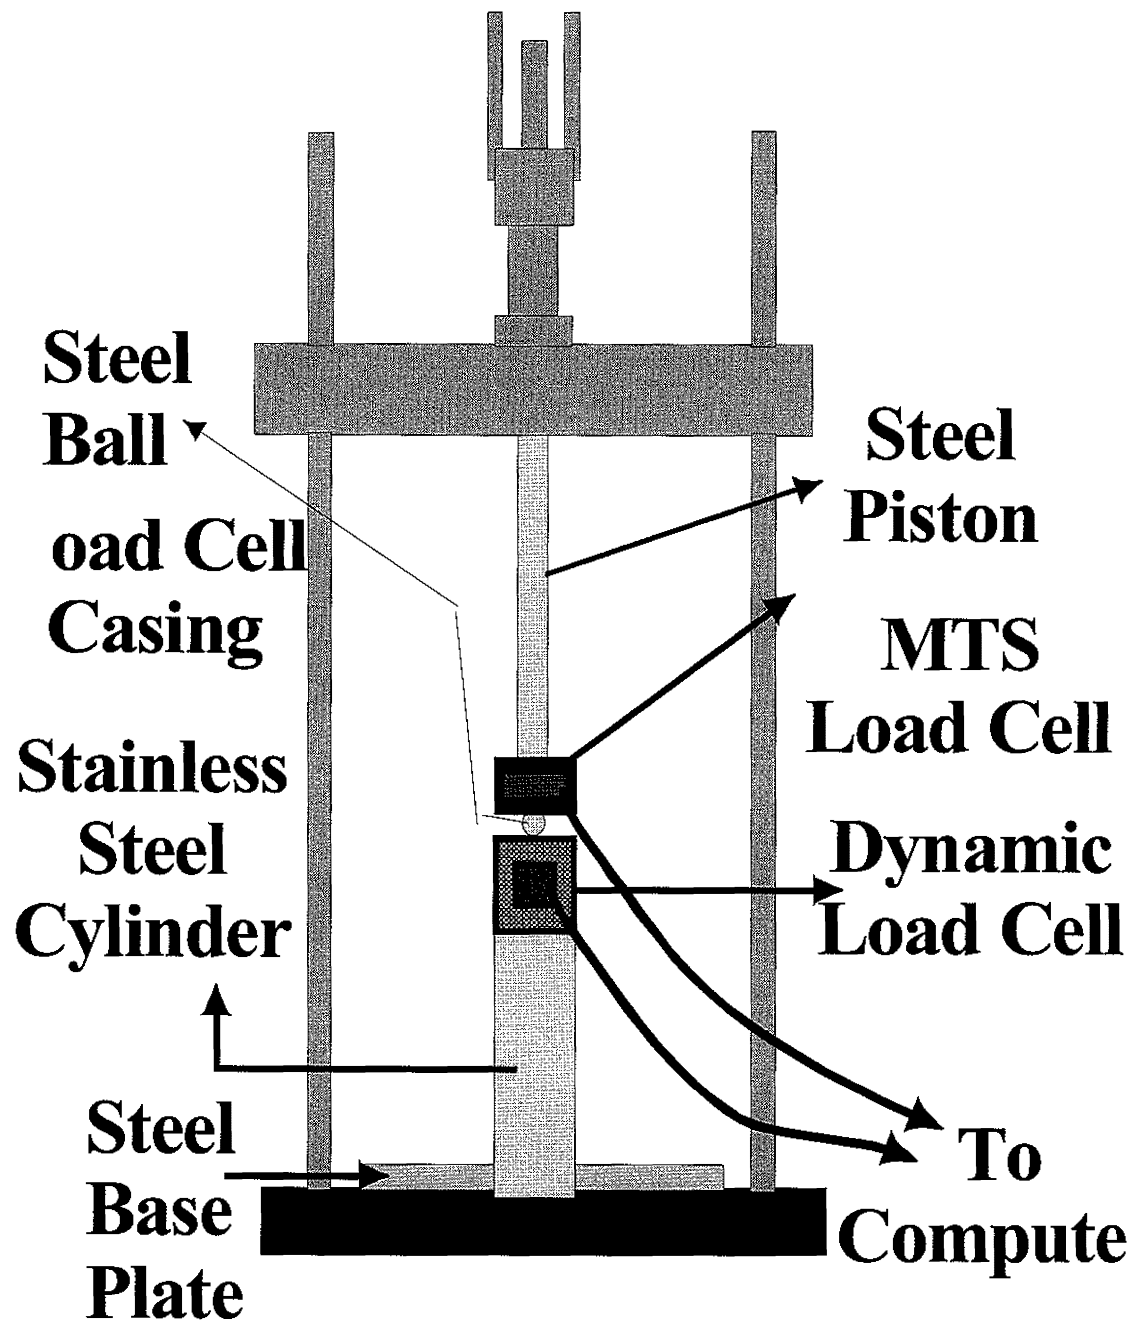 Steel
Ball
oad Cell
Casing
Stainless
Steel
Cylinder
Steel
Base
Plate
Steel
Piston
MTS
Load Cell
Dynamic
Load Cell
To
Compute